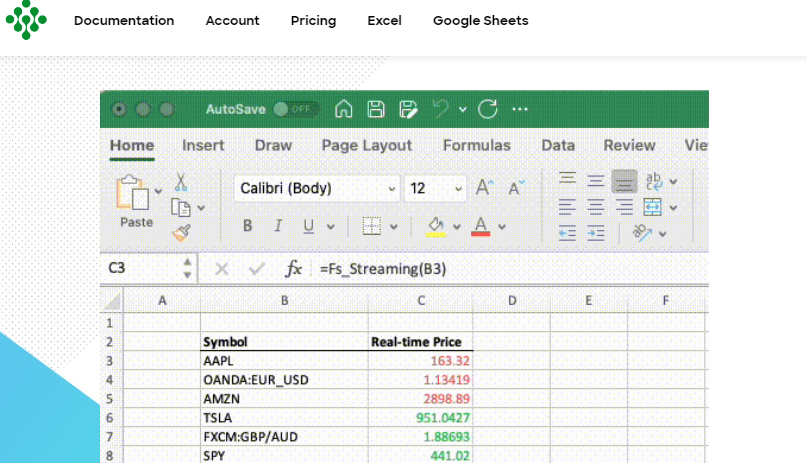 Documentation Account Pricing Excel Google Sheets
AutoSave OFF ...
Home Insert Draw Page Layout Formulas Data Review Vie
Calibri (Body) 12 A A ab
Paste B I U A
C3 fx =Fs_Streaming(B3)
A B C D E F
1
2 Symbol Real-time Price
3 AAPL 163.32
4 OANDA:EUR_USD 1.13419
5 AMZN 2898.89
6 TSLA 951.0427
7 FXCM:GBP/AUD 1.88693
8 SPY 441.02